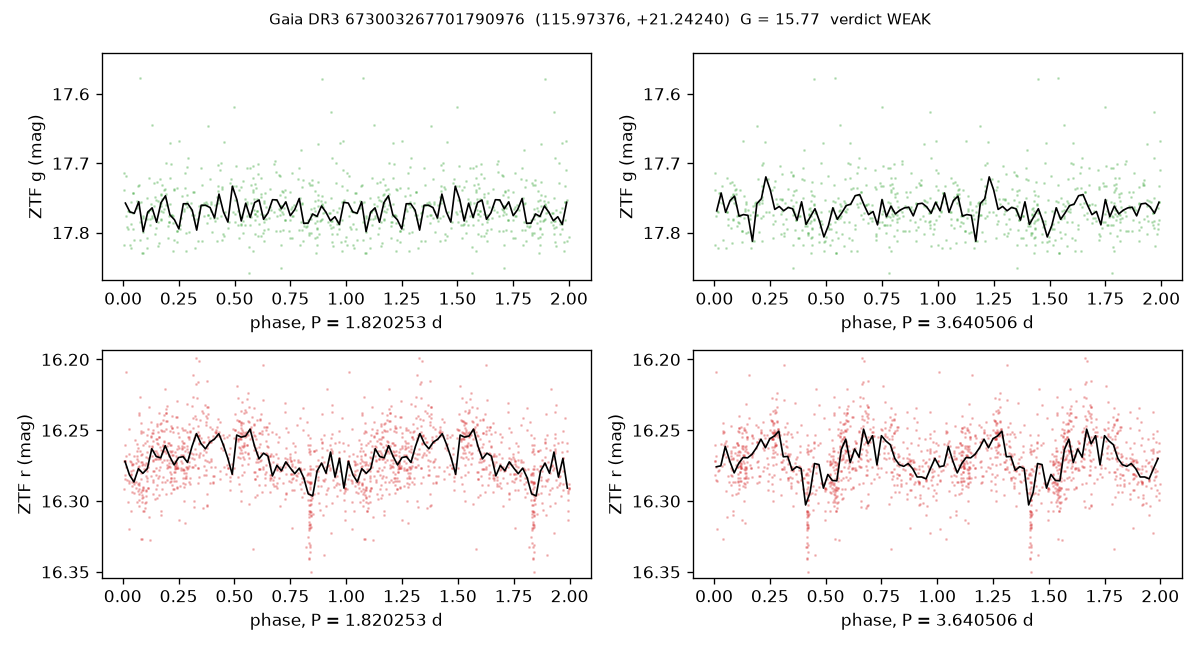 Gaia DR3 673003267701790976  (115.97376, +21.24240)  G = 15.77  verdict WEAK
ZTF g (mag)
17.6
17.7
17.8
0.00 0.25 0.50 0.75 1.00 1.25 1.50 1.75 2.00
phase, P = 1.820253 d
ZTF g (mag)
17.6
17.7
17.8
0.00 0.25 0.50 0.75 1.00 1.25 1.50 1.75 2.00
phase, P = 3.640506 d
ZTF r (mag)
16.20
16.25
16.30
16.35
0.00 0.25 0.50 0.75 1.00 1.25 1.50 1.75 2.00
phase, P = 1.820253 d
ZTF r (mag)
16.20
16.25
16.30
16.35
0.00 0.25 0.50 0.75 1.00 1.25 1.50 1.75 2.00
phase, P = 3.640506 d